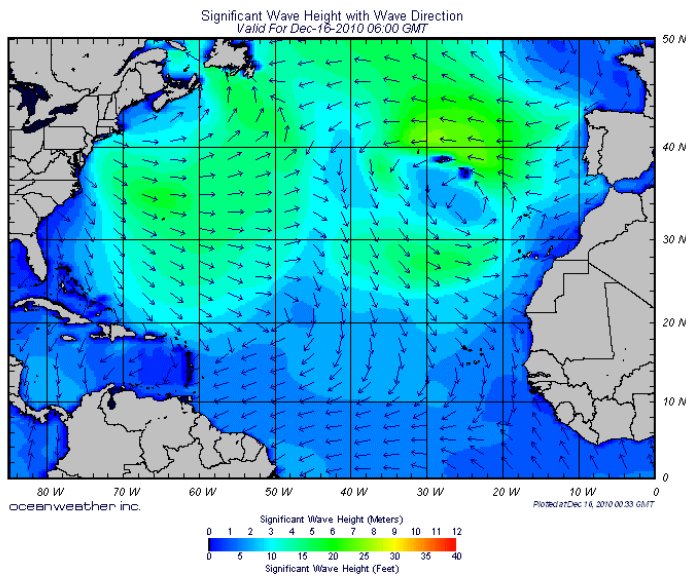 Significant Wave Height with Wave Direction
Valid For Dec-16-2010 06:00 GMT
50 N
40 N
30 N
20 N
10 N
0
80 W 70 W 60 W 50 W 40 W 30 W 20 W 10 W 0
oceanweather inc.
Plotted at Dec 16, 2010 00:33 GMT
Significant Wave Height (Meters)
0 1 2 3 4 5 6 7 8 9 10 11 12
0 5 10 15 20 25 30 35 40
Significant Wave Height (Feet)